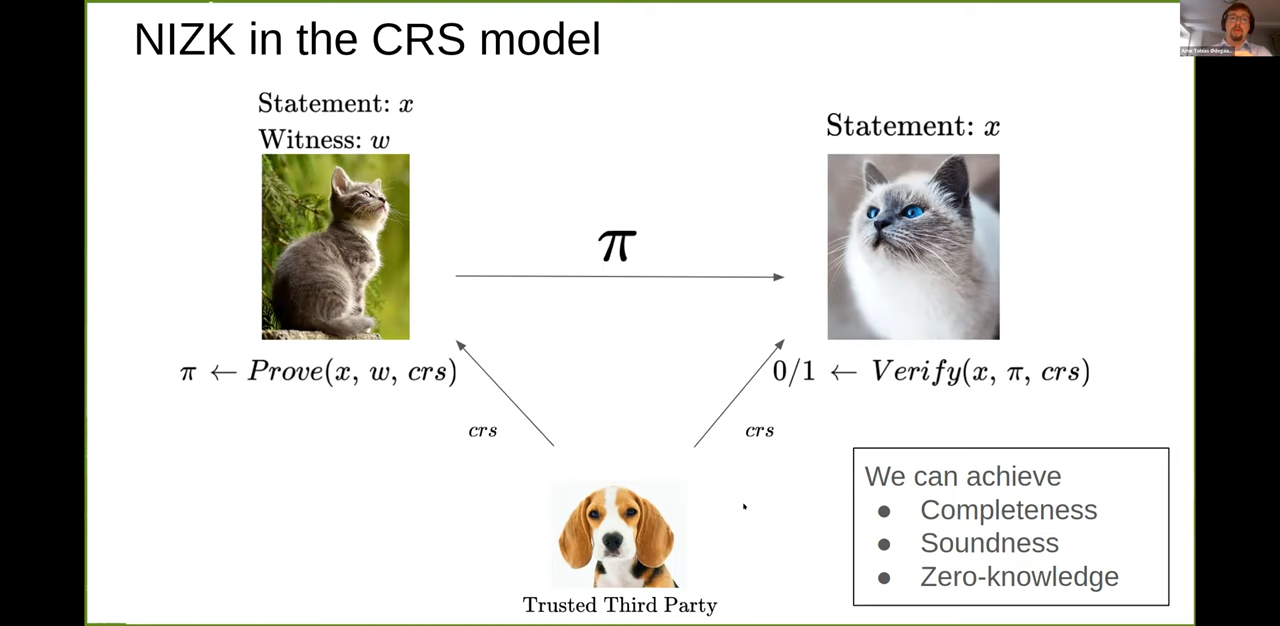 NIZK in the CRS model
Statement: x
Witness: w
Statement: x
π
π ← Prove(x, w, crs)
0/1 ← Verify(x, π, crs)
crs
crs
Trusted Third Party
We can achieve
● Completeness
● Soundness
● Zero-knowledge